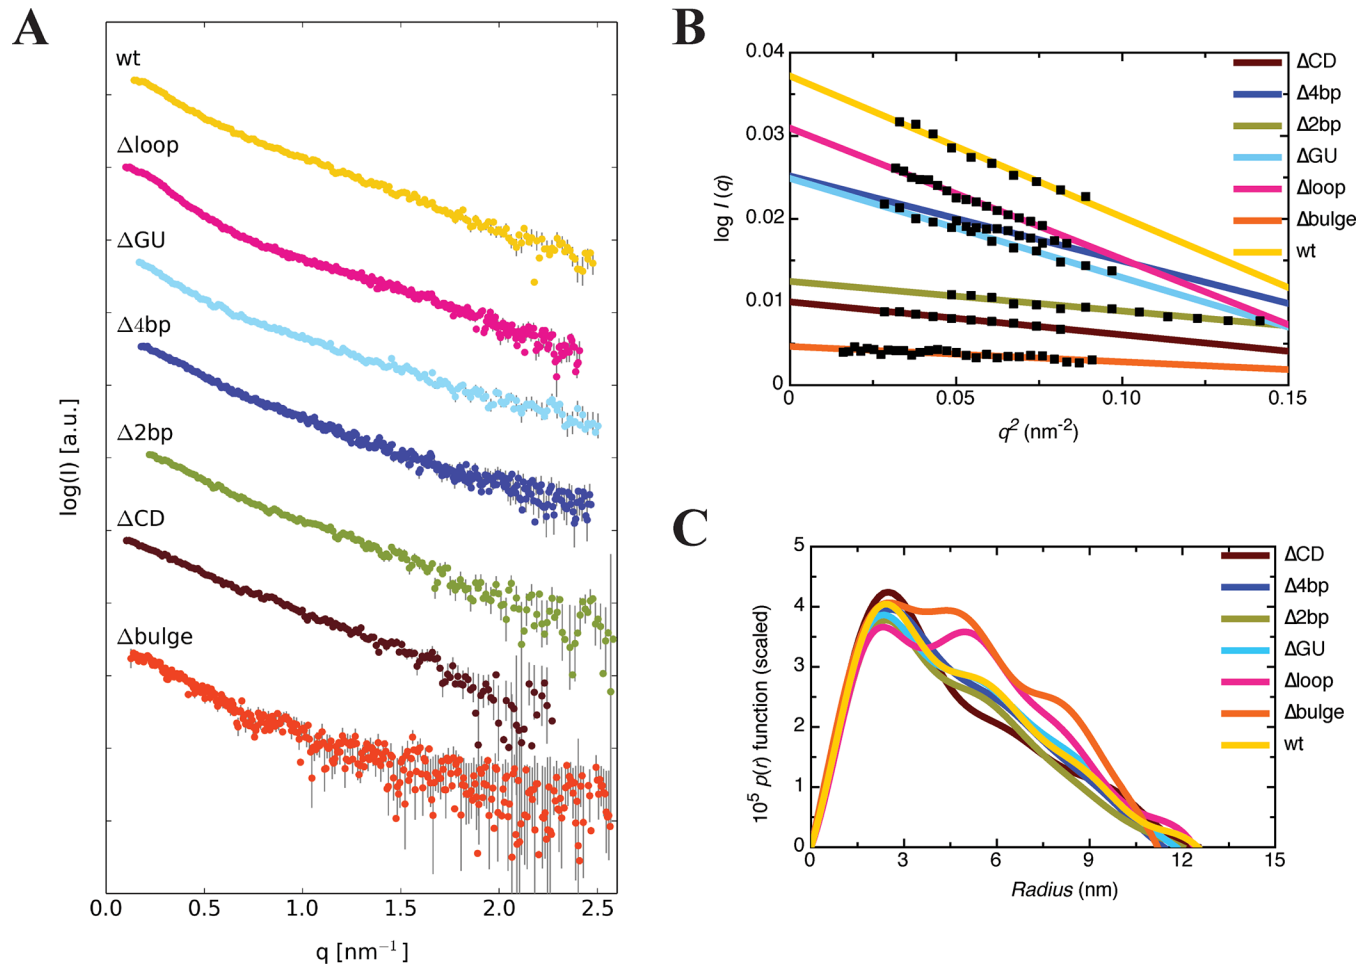 A
wt
Δloop
ΔGU
Δ4bp
Δ2bp
ΔCD
Δbulge
log(I) [a.u.]
0.0 0.5 1.0 1.5 2.0 2.5
q [nm⁻¹]
B
0.04
0.03
0.02
0.01
0
log I (q)
0 0.05 0.10 0.15
q² (nm⁻²)
ΔCD
Δ4bp
Δ2bp
ΔGU
Δloop
Δbulge
wt
C
5
4
3
2
1
0
10⁵ p(r) function (scaled)
0 3 6 9 12 15
Radius (nm)
ΔCD
Δ4bp
Δ2bp
ΔGU
Δloop
Δbulge
wt